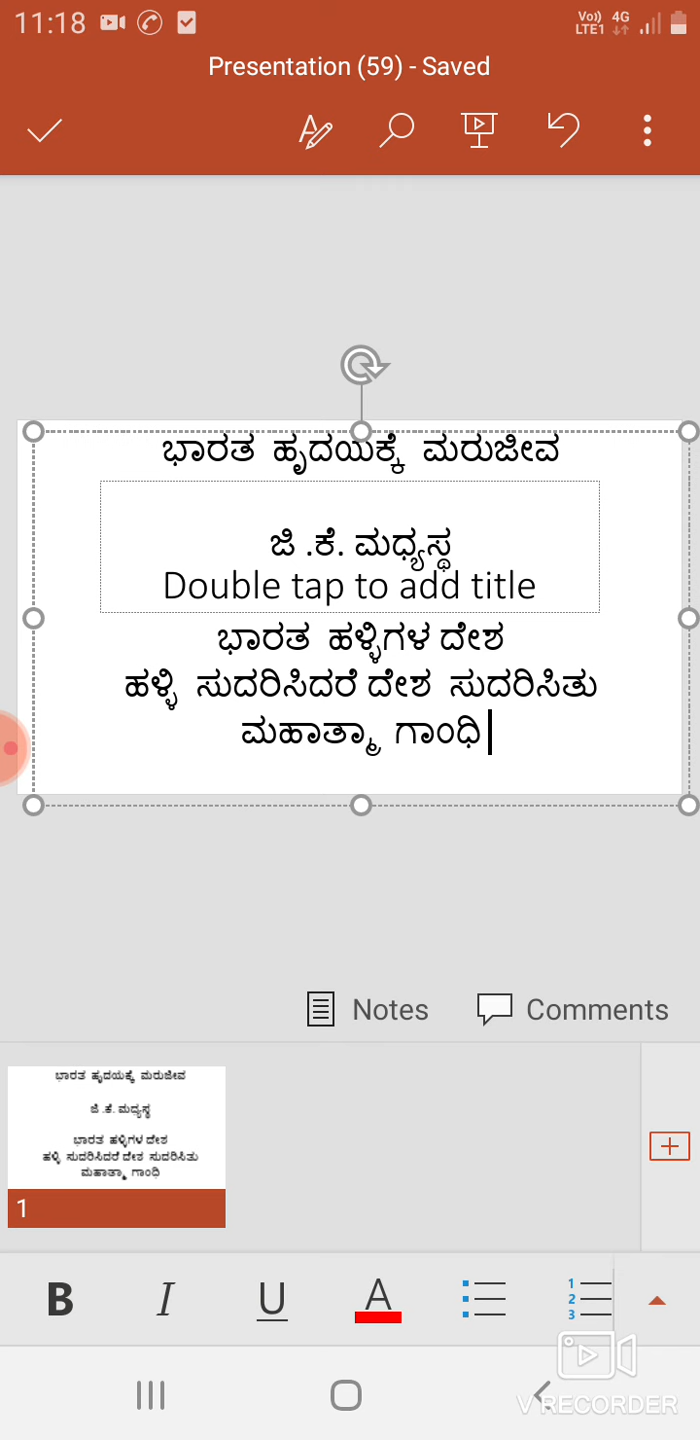 11:18
Vo)) LTE1 4G
Presentation (59) - Saved
ಭಾರತ ಹೃದಯಕ್ಕೆ ಮರುಜೀವ
ಜಿ .ಕೆ. ಮಧ್ಯಸ್ಥ
Double tap to add title
ಭಾರತ ಹಳ್ಳಿಗಳ ದೇಶ
ಹಳ್ಳಿ ಸುದರಿಸಿದರೆ ದೇಶ ಸುದರಿಸಿತು
ಮಹಾತ್ಮಾ ಗಾಂಧಿ
Notes Comments
ಭಾರತ ಹೃದಯಕ್ಕೆ ಮರುಜೀವ
ಜಿ .ಕೆ. ಮಧ್ಯಸ್ಥ
ಭಾರತ ಹಳ್ಳಿಗಳ ದೇಶ
ಹಳ್ಳಿ ಸುದರಿಸಿದರೆ ದೇಶ ಸುದರಿಸಿತು
ಮಹಾತ್ಮಾ ಗಾಂಧಿ
1
B I U A 1 2 3
V RECORDER